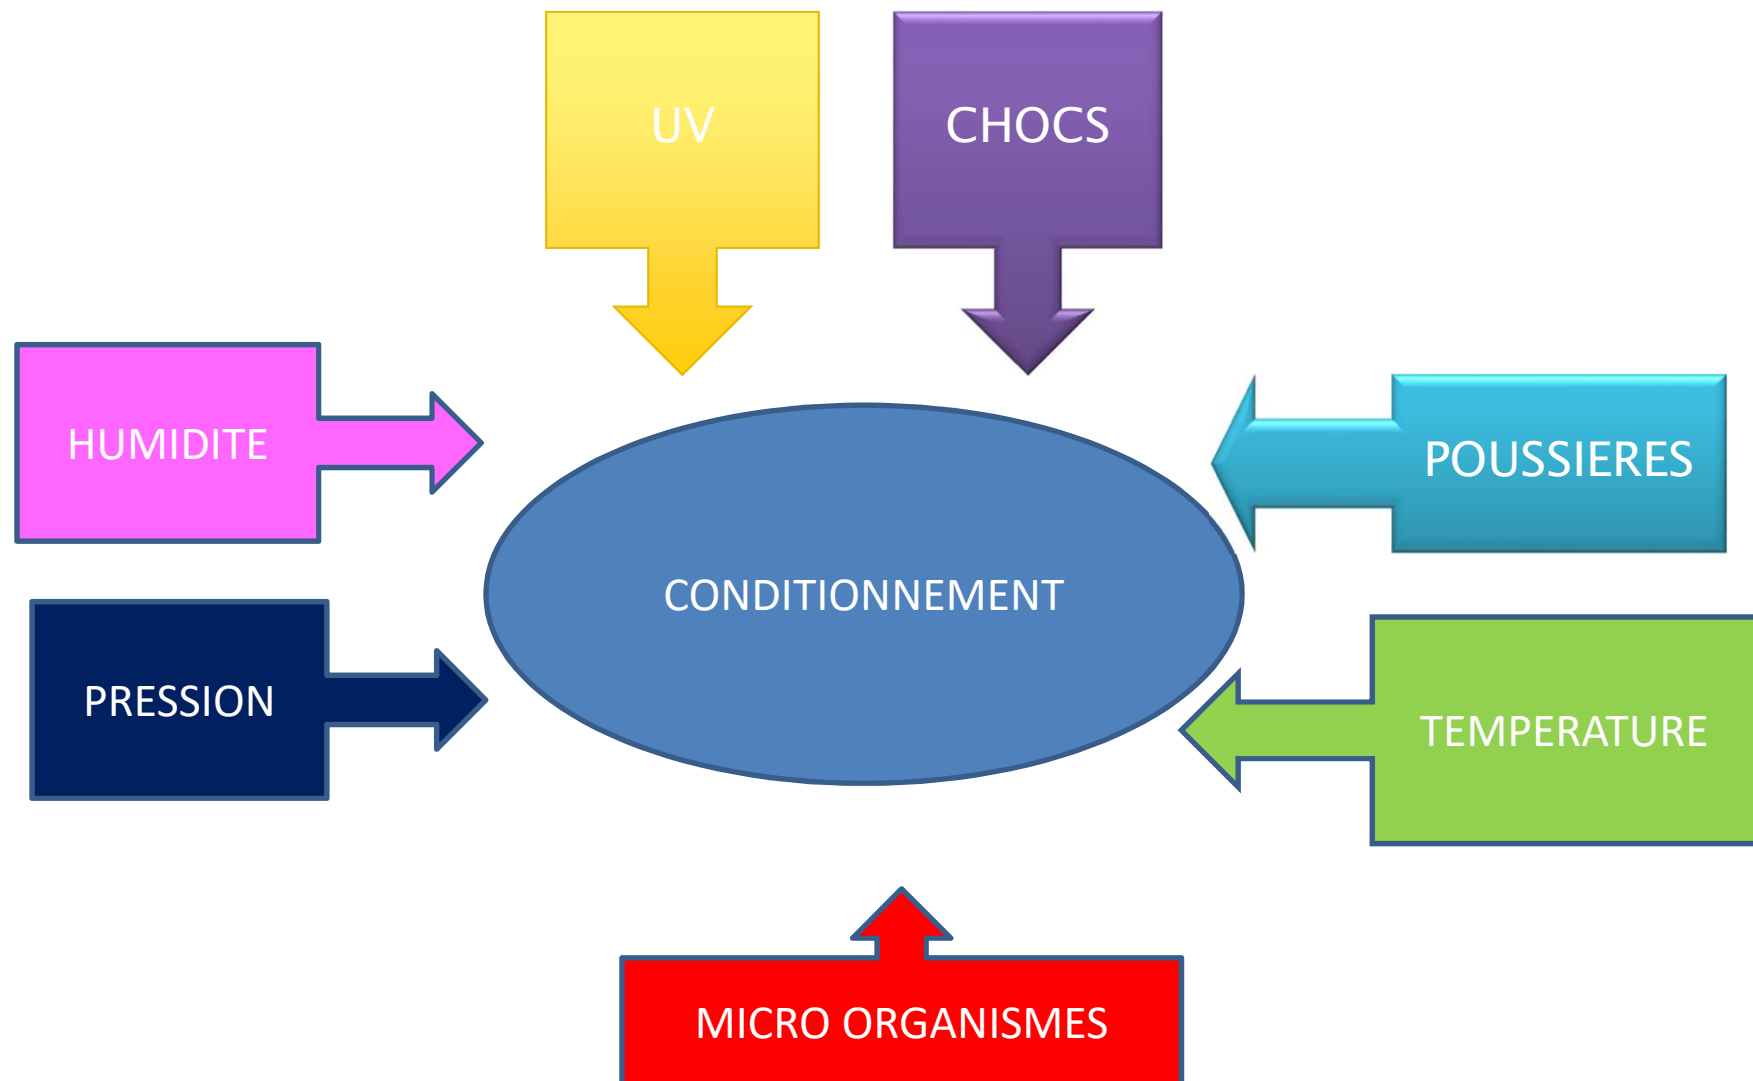 UV
CHOCS
HUMIDITE
POUSSIERES
CONDITIONNEMENT
PRESSION
TEMPERATURE
MICRO ORGANISMES